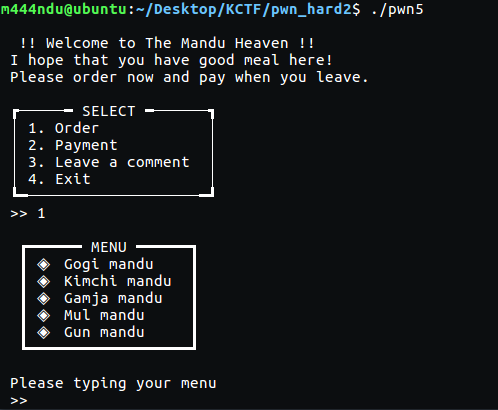 m444ndu@ubuntu:~/Desktop/KCTF/pwn_hard2$ ./pwn5
!! Welcome to The Mandu Heaven !!
I hope that you have good meal here!
Please order now and pay when you leave.
SELECT
1. Order
2. Payment
3. Leave a comment
4. Exit
>> 1
MENU
◈ Gogi mandu
◈ Kimchi mandu
◈ Gamja mandu
◈ Mul mandu
◈ Gun mandu
Please typing your menu
>>